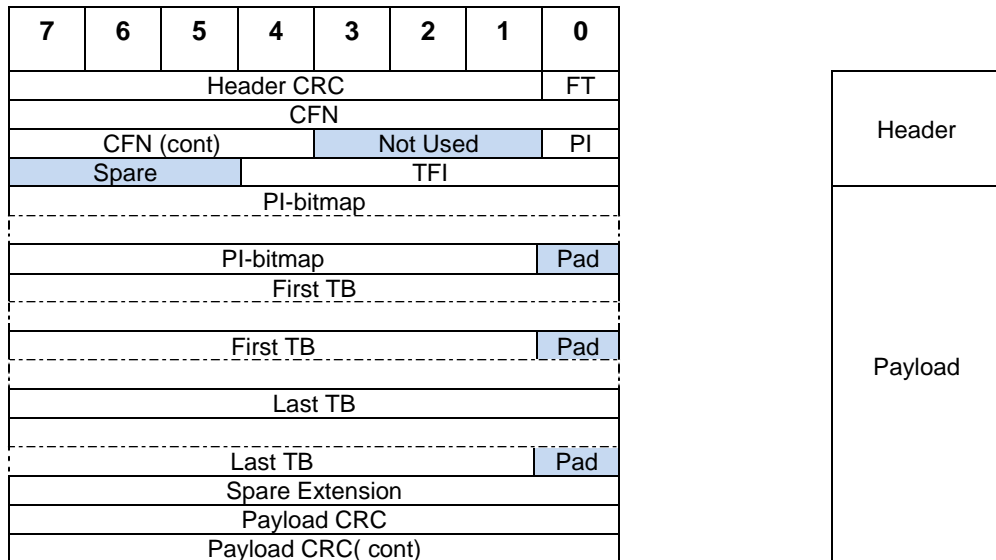 7 6 5 4 3 2 1 0
Header CRC FT
CFN
CFN (cont) Not Used PI
Spare TFI
PI-bitmap
PI-bitmap Pad
First TB
First TB Pad
Last TB
Last TB Pad
Spare Extension
Payload CRC
Payload CRC( cont)
Header
Payload